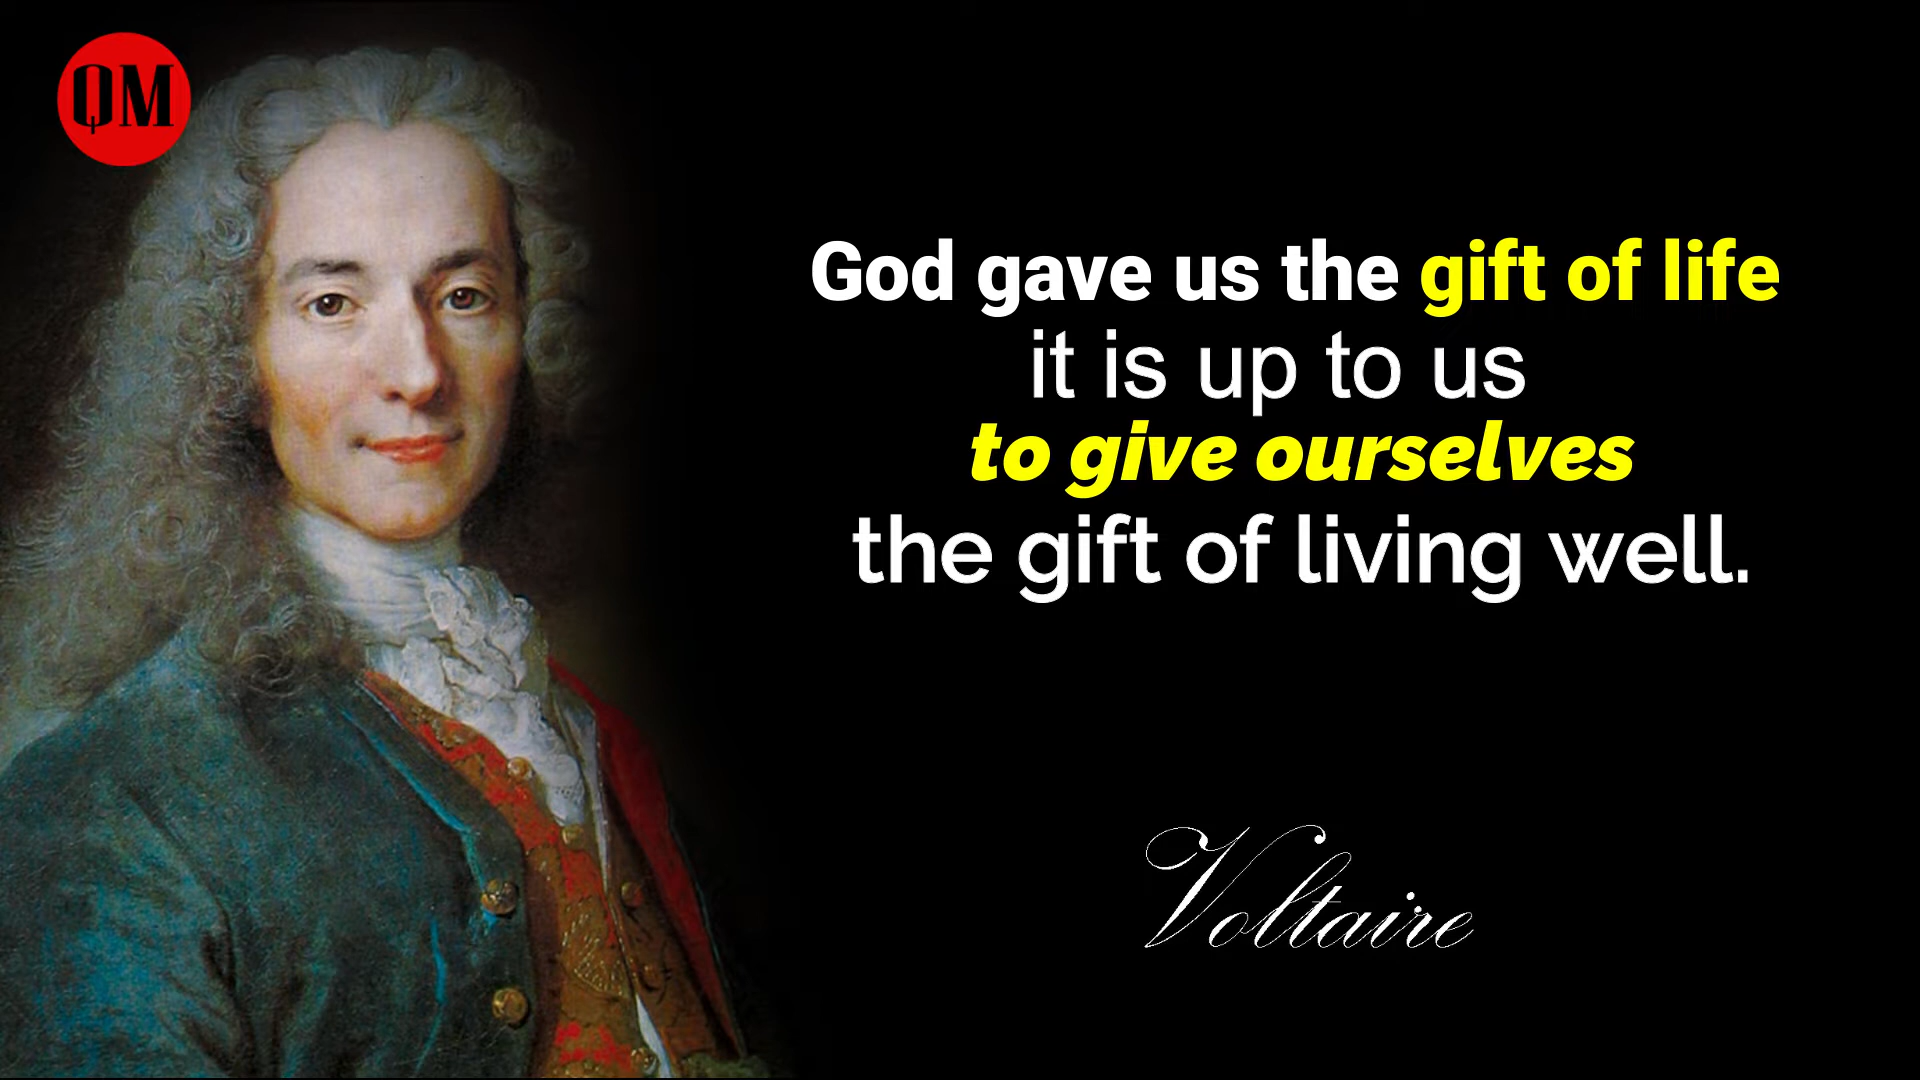 QM
God gave us the gift of life
it is up to us
to give ourselves
the gift of living well.
Voltaire